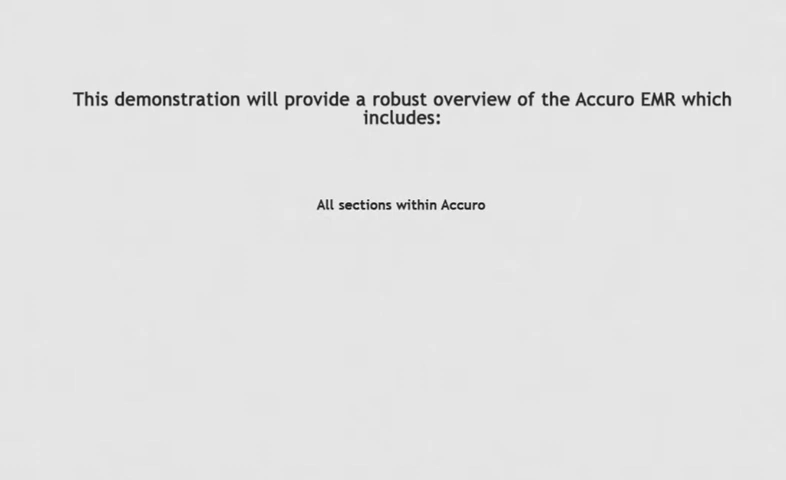 This demonstration will provide a robust overview of the Accuro EMR which
includes:
All sections within Accuro